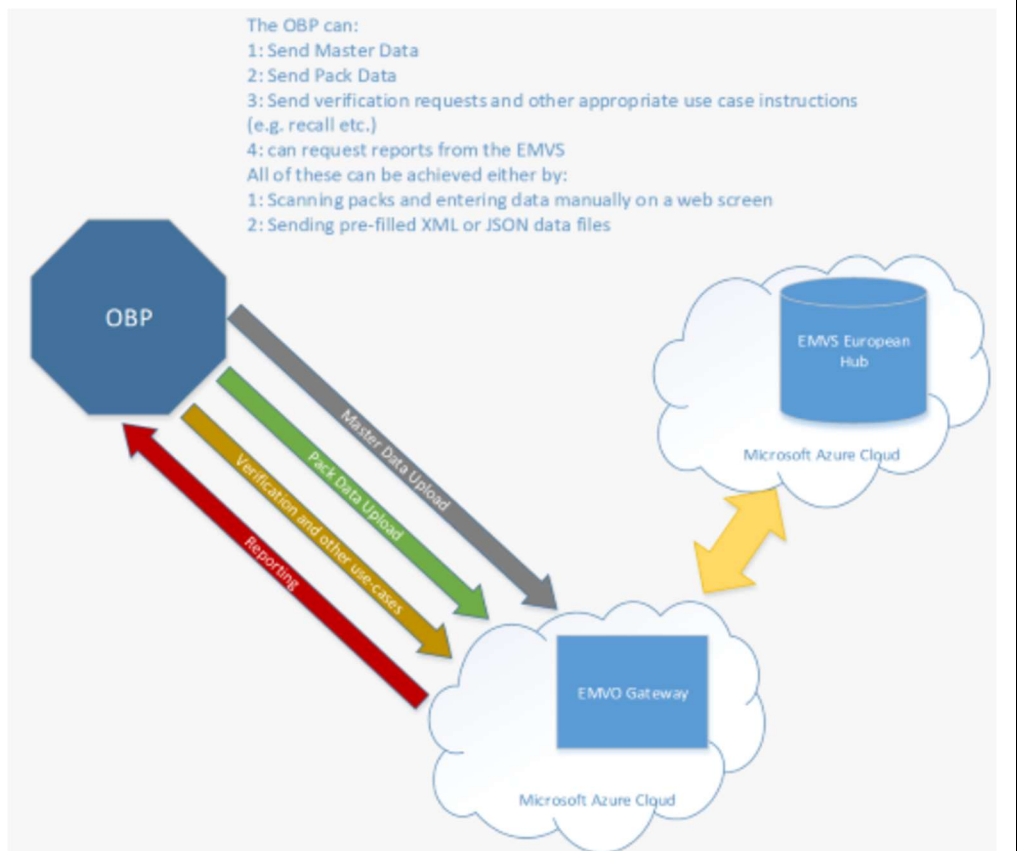 The OBP can:
1: Send Master Data
2: Send Pack Data
3: Send verification requests and other appropriate use case instructions
(e.g. recall etc.)
4: can request reports from the EMVS
All of these can be achieved either by:
1: Scanning packs and entering data manually on a web screen
2: Sending pre-filled XML or JSON data files
OBP
EMVS European
Hub
Microsoft Azure Cloud
Master Data Upload
Pack Data Upload
Verification and other use-cases
Reporting
EMVO Gateway
Microsoft Azure Cloud